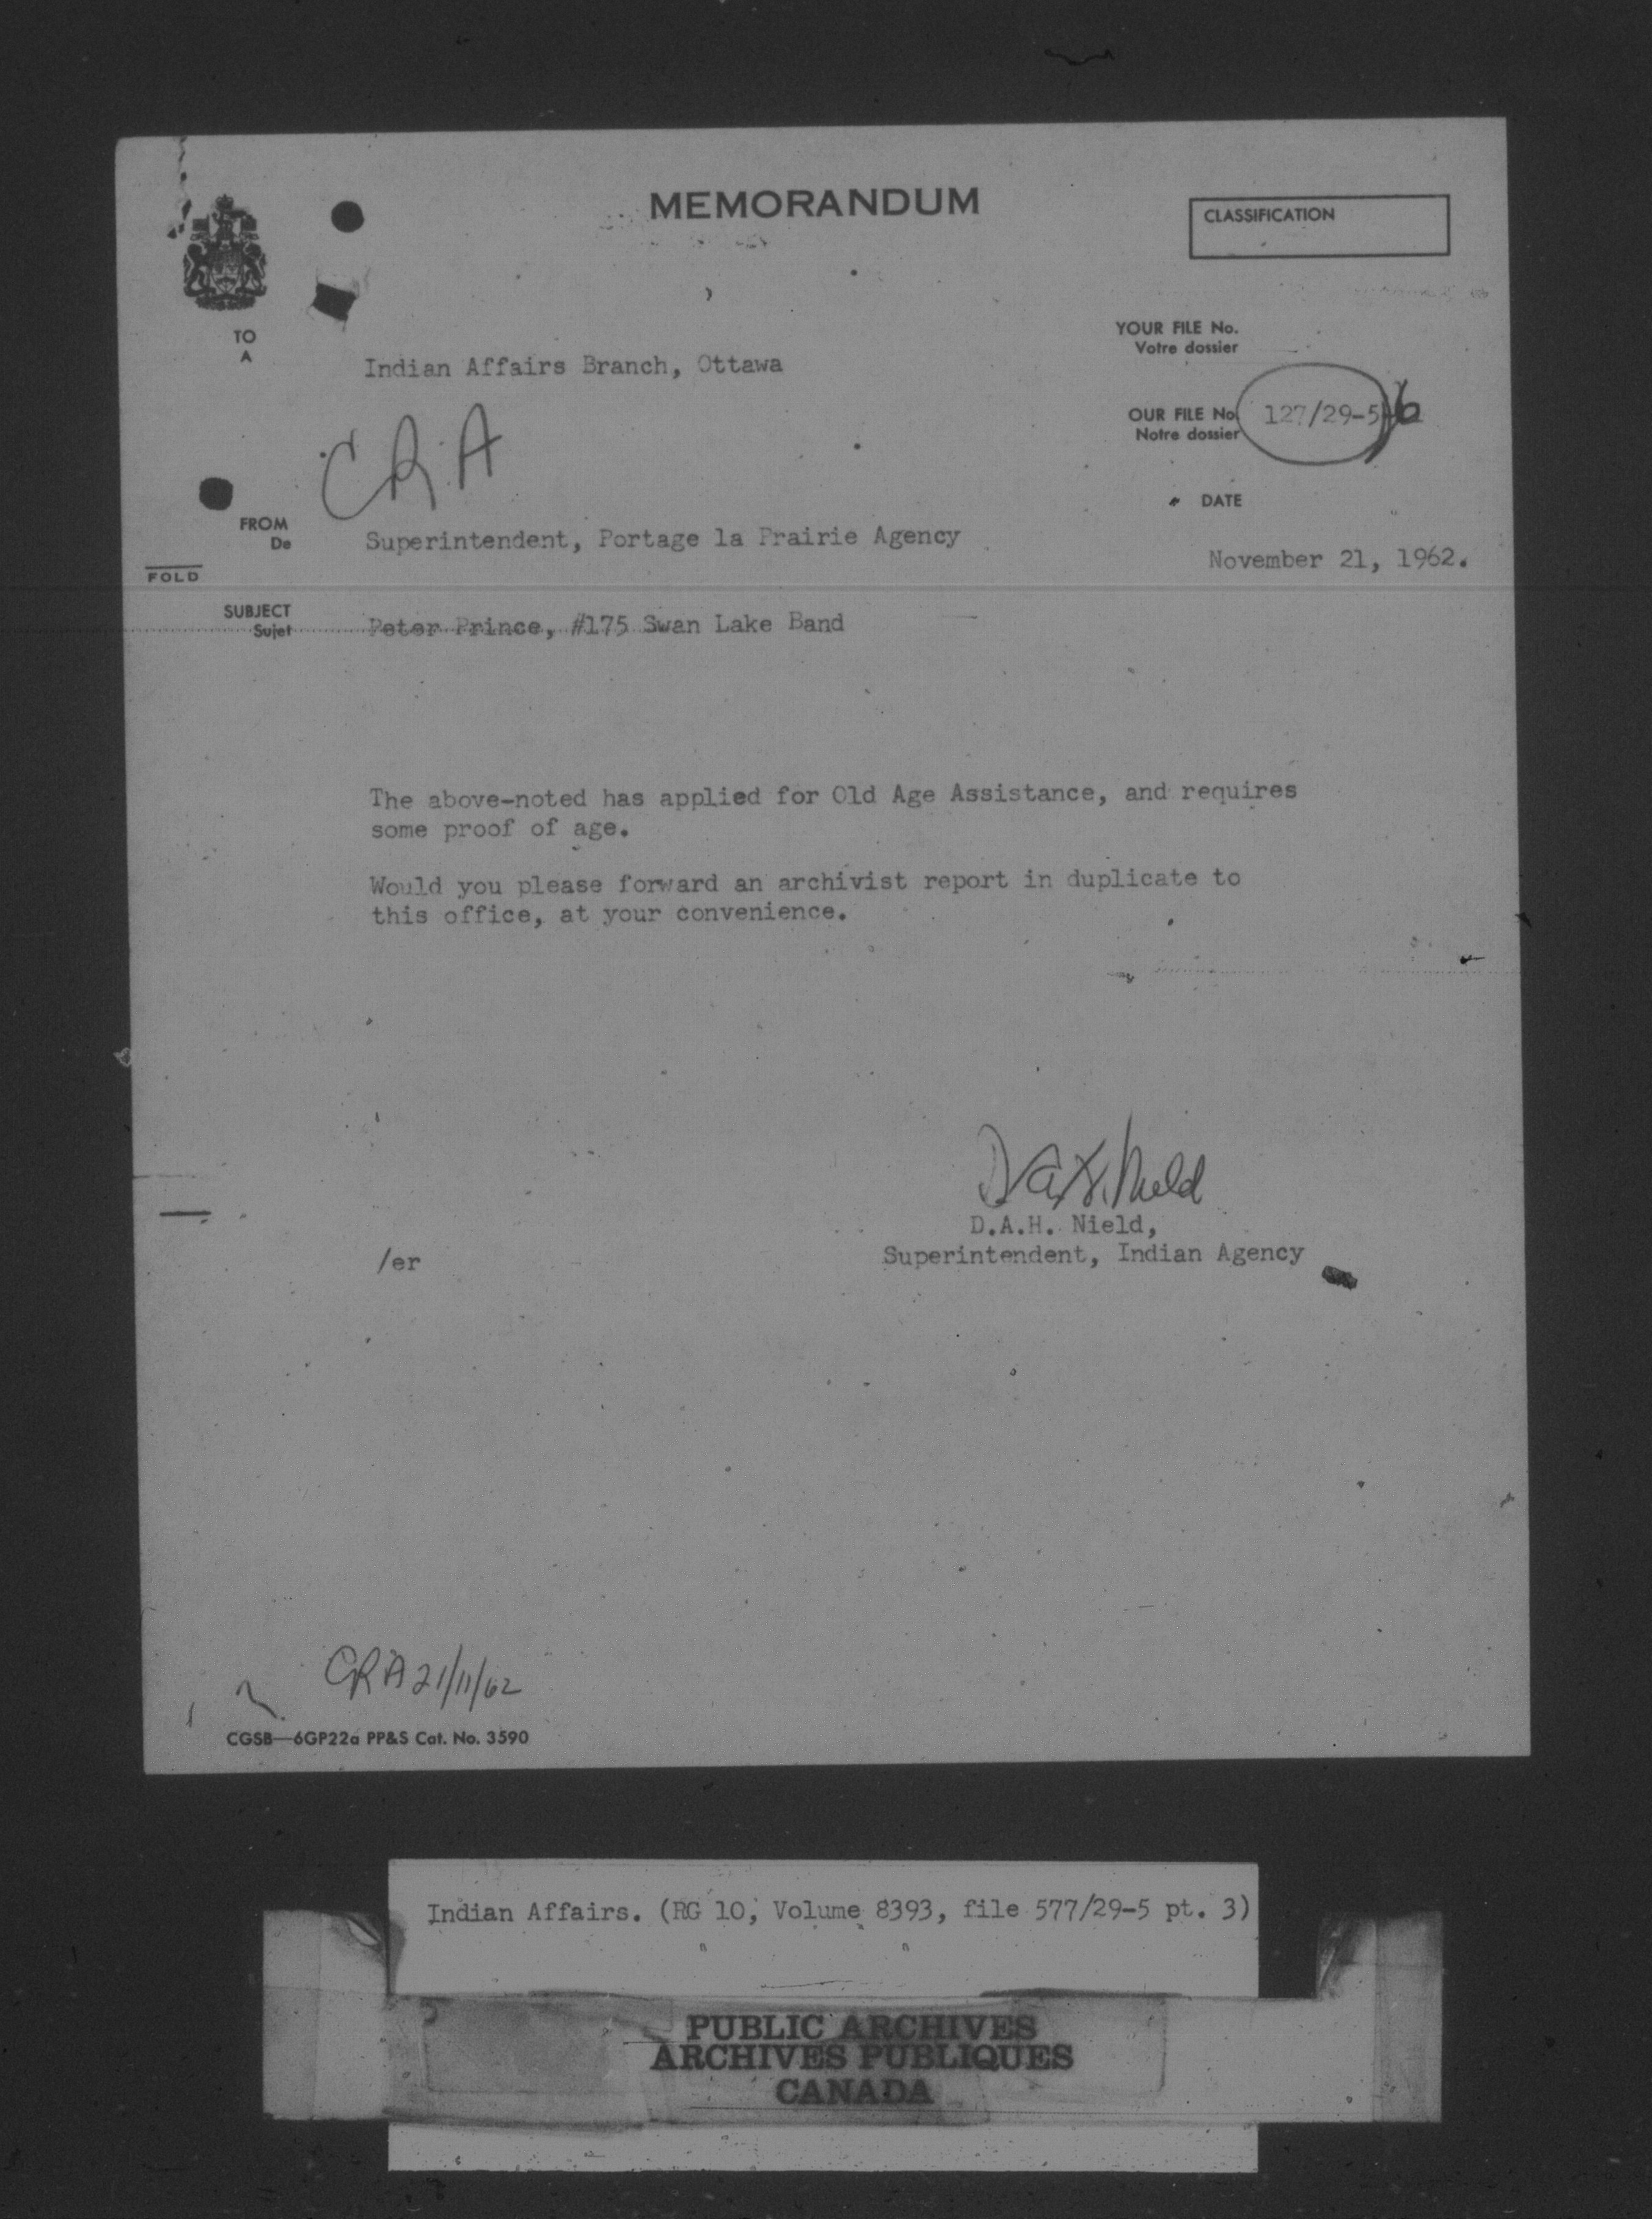 MEMORANDUM
CLASSIFICATION
TO
A
Indian Affairs Branch, Ottawa
YOUR FILE No.
Votre dossier
OUR FILE No.
Notre dossier
127/29-5
CRA
DATE
FROM
De
Superintendent, Portage la Prairie Agency
November 21, 1962.
FOLD
SUBJECT
Sujet
Peter Prince, #175 Swan Lake Band
The above-noted has applied for Old Age Assistance, and requires
some proof of age.
Would you please forward an archivist report in duplicate to
this office, at your convenience.
D.A.H. Nield
D.A.H. Nield,
Superintendent, Indian Agency
/er
CRA 21/11/62
CGSB—6GP22a PP&S Cat. No. 3590
Indian Affairs. (RG 10, Volume 8393, file 577/29-5 pt. 3)
PUBLIC ARCHIVES
ARCHIVES PUBLIQUES
CANADA